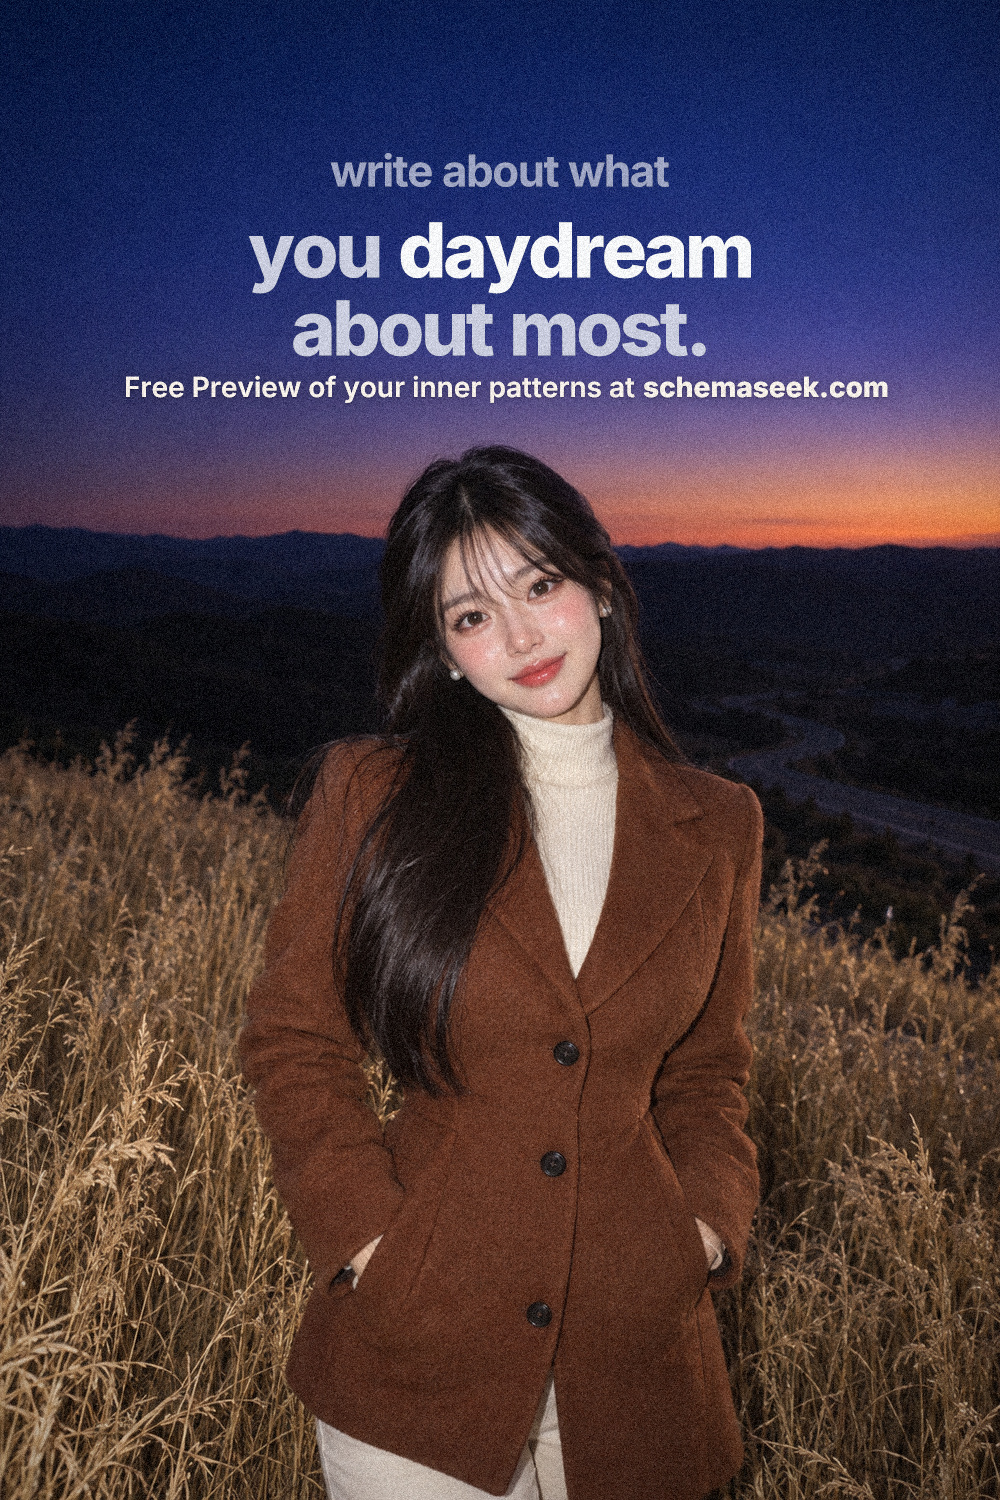 write about what
you daydream
about most.
Free Preview of your inner patterns at schemaseek.com